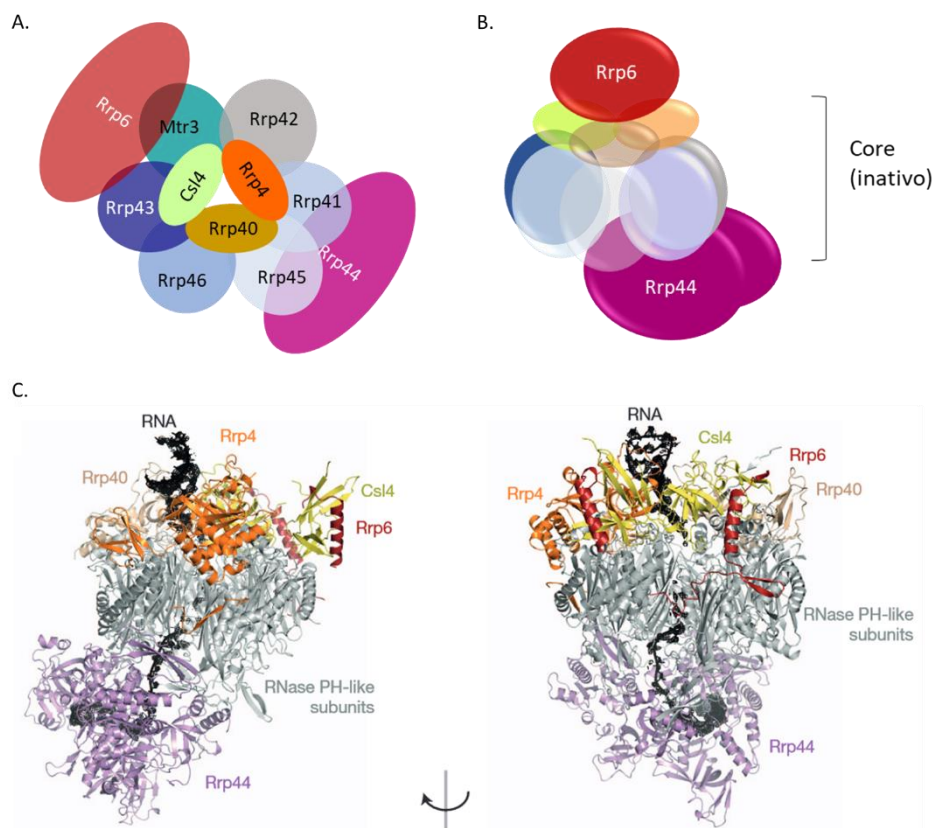 A.
Rrp6
Mtr3
Rrp42
Csl4
Rrp4
Rrp43
Rrp41
Rrp40
Rrp44
Rrp46
Rrp45
B.
Rrp6
Core
(inativo)
Rrp44
C.
RNA
Rrp4
Rrp40
Csl4
Rrp6
RNase PH-like
subunits
Rrp44
RNA
Csl4
Rrp6
Rrp4
Rrp40
RNase PH-like
subunits
Rrp44